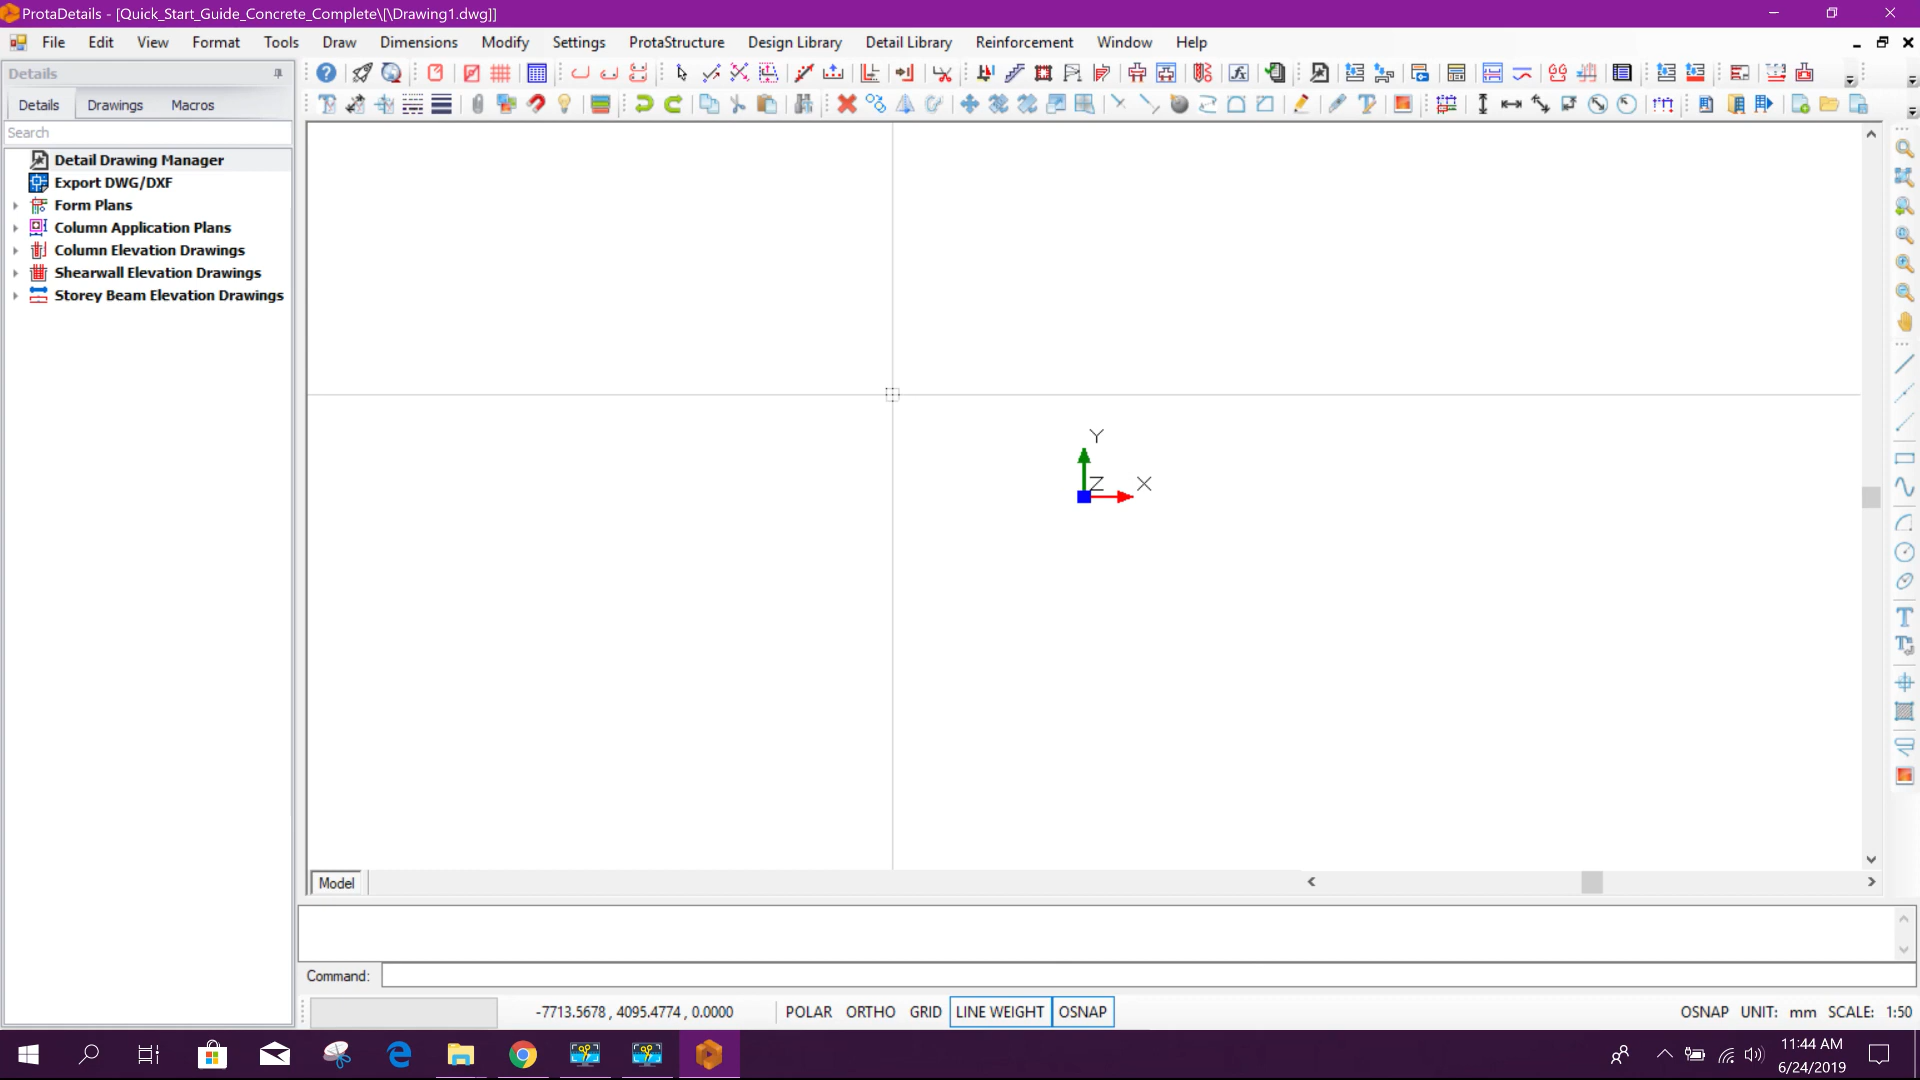 ProtaDetails - [Quick_Start_Guide_Concrete_Complete\[\Drawing1.dwg]]
File Edit View Format Tools Draw Dimensions Modify Settings ProtaStructure Design Library Detail Library Reinforcement Window Help
Details
Details Drawings Macros
Search
Detail Drawing Manager
Export DWG/DXF
Form Plans
Column Application Plans
Column Elevation Drawings
Shearwall Elevation Drawings
Storey Beam Elevation Drawings
Y
Z X
Model
Command:
-7713.5678 , 4095.4774 , 0.0000 POLAR ORTHO GRID LINE WEIGHT OSNAP OSNAP UNIT: mm SCALE: 1:50
11:44 AM
6/24/2019